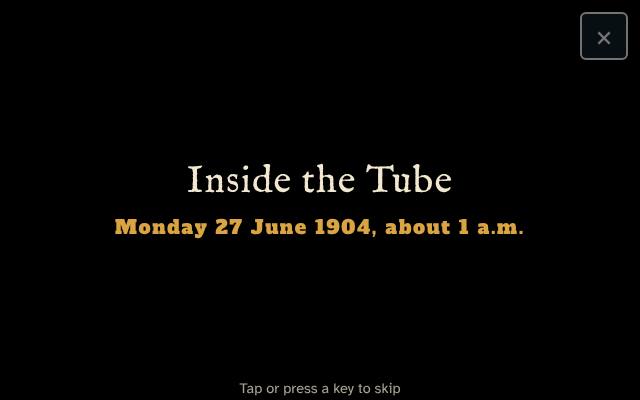 Inside the Tube
Monday 27 June 1904, about 1 a.m.
Tap or press a key to skip